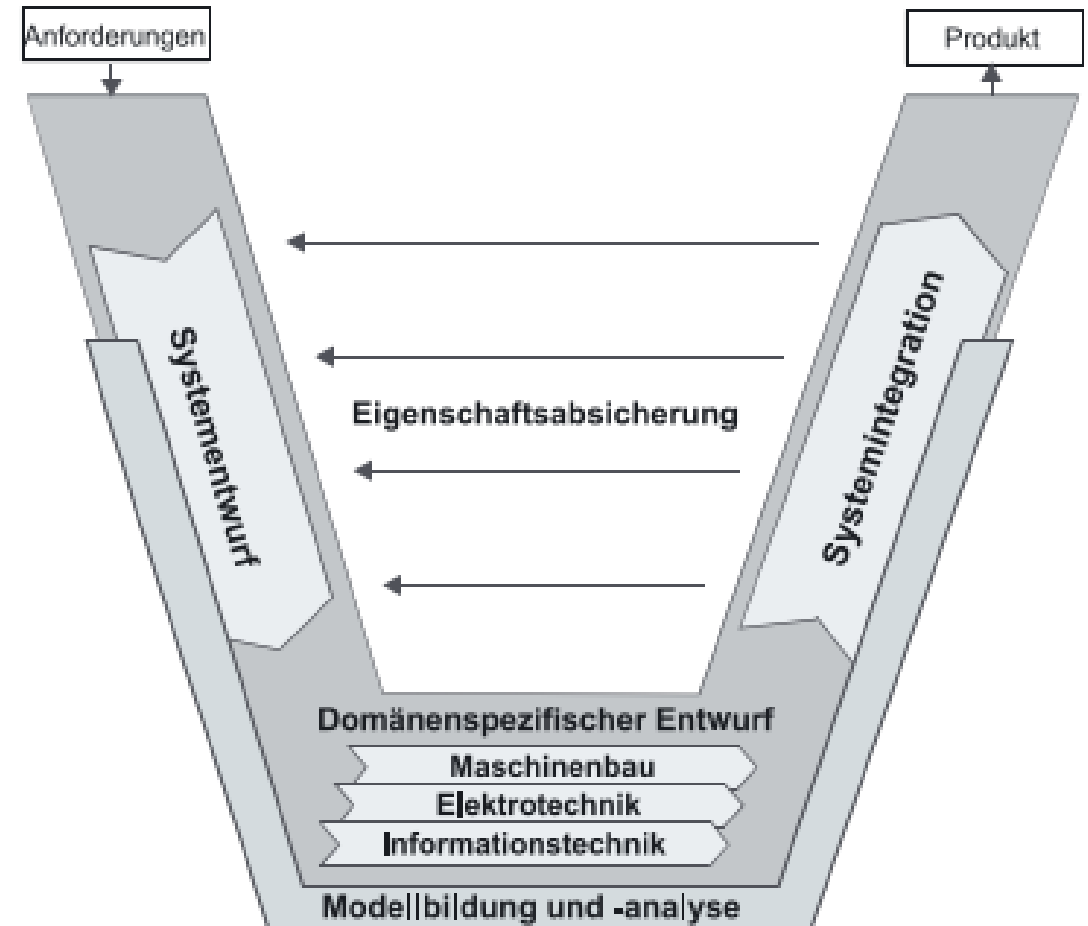 Anforderungen
Produkt
Systementwurf
Eigenschaftsabsicherung
Systemintegration
Domänenspezifischer Entwurf
Maschinenbau
Elektrotechnik
Informationstechnik
Modellbildung und -analyse